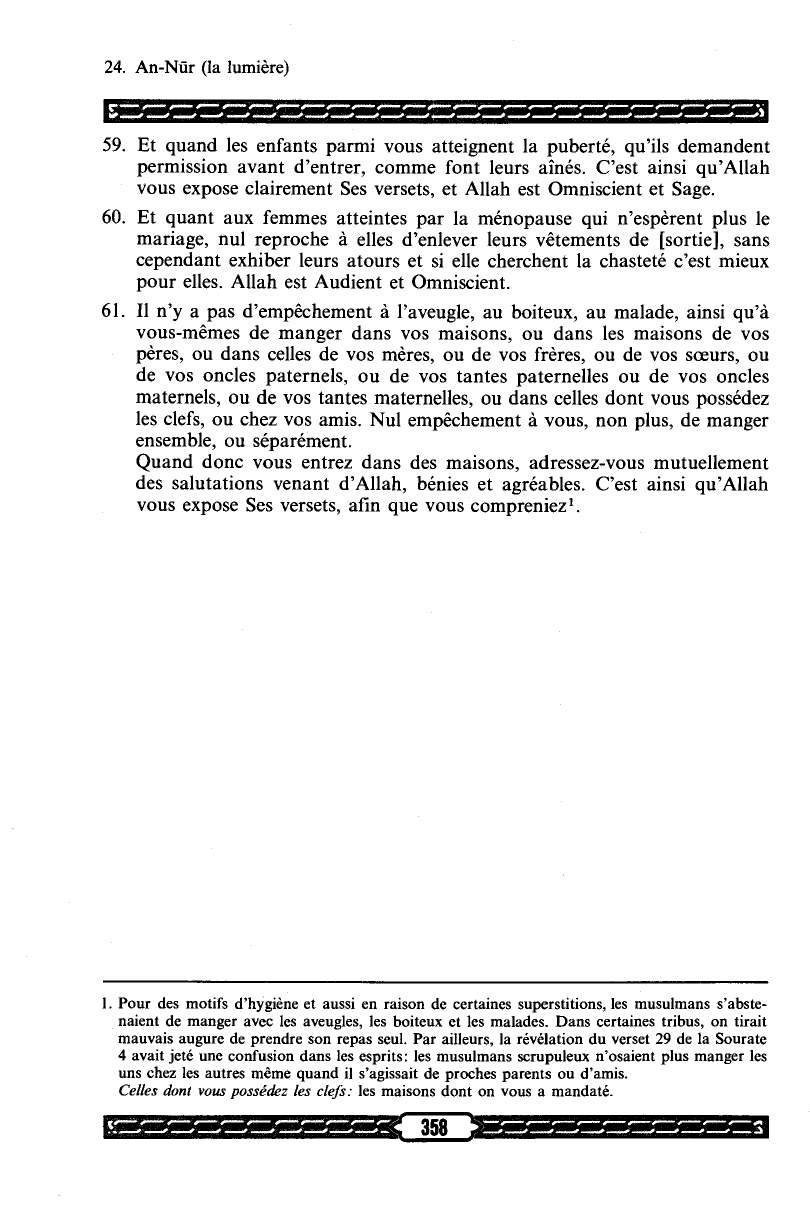 24. An-Nūr (la lumière)
59. Et quand les enfants parmi vous atteignent la puberté, qu'ils demandent
permission avant d'entrer, comme font leurs aînés. C'est ainsi qu'Allah
vous expose clairement Ses versets, et Allah est Omniscient et Sage.
60. Et quant aux femmes atteintes par la ménopause qui n'espèrent plus le
mariage, nul reproche à elles d'enlever leurs vêtements de [sortie], sans
cependant exhiber leurs atours et si elle cherchent la chasteté c'est mieux
pour elles. Allah est Audient et Omniscient.
61. Il n'y a pas d'empêchement à l'aveugle, au boiteux, au malade, ainsi qu'à
vous-mêmes de manger dans vos maisons, ou dans les maisons de vos
pères, ou dans celles de vos mères, ou de vos frères, ou de vos sœurs, ou
de vos oncles paternels, ou de vos tantes paternelles ou de vos oncles
maternels, ou de vos tantes maternelles, ou dans celles dont vous possédez
les clefs, ou chez vos amis. Nul empêchement à vous, non plus, de manger
ensemble, ou séparément.
Quand donc vous entrez dans des maisons, adressez-vous mutuellement
des salutations venant d'Allah, bénies et agréables. C'est ainsi qu'Allah
vous expose Ses versets, afin que vous compreniez¹.
1. Pour des motifs d'hygiène et aussi en raison de certaines superstitions, les musulmans s'abste-
naient de manger avec les aveugles, les boiteux et les malades. Dans certaines tribus, on tirait
mauvais augure de prendre son repas seul. Par ailleurs, la révélation du verset 29 de la Sourate
4 avait jeté une confusion dans les esprits: les musulmans scrupuleux n'osaient plus manger les
uns chez les autres même quand il s'agissait de proches parents ou d'amis.
Celles dont vous possédez les clefs: les maisons dont on vous a mandaté.
358